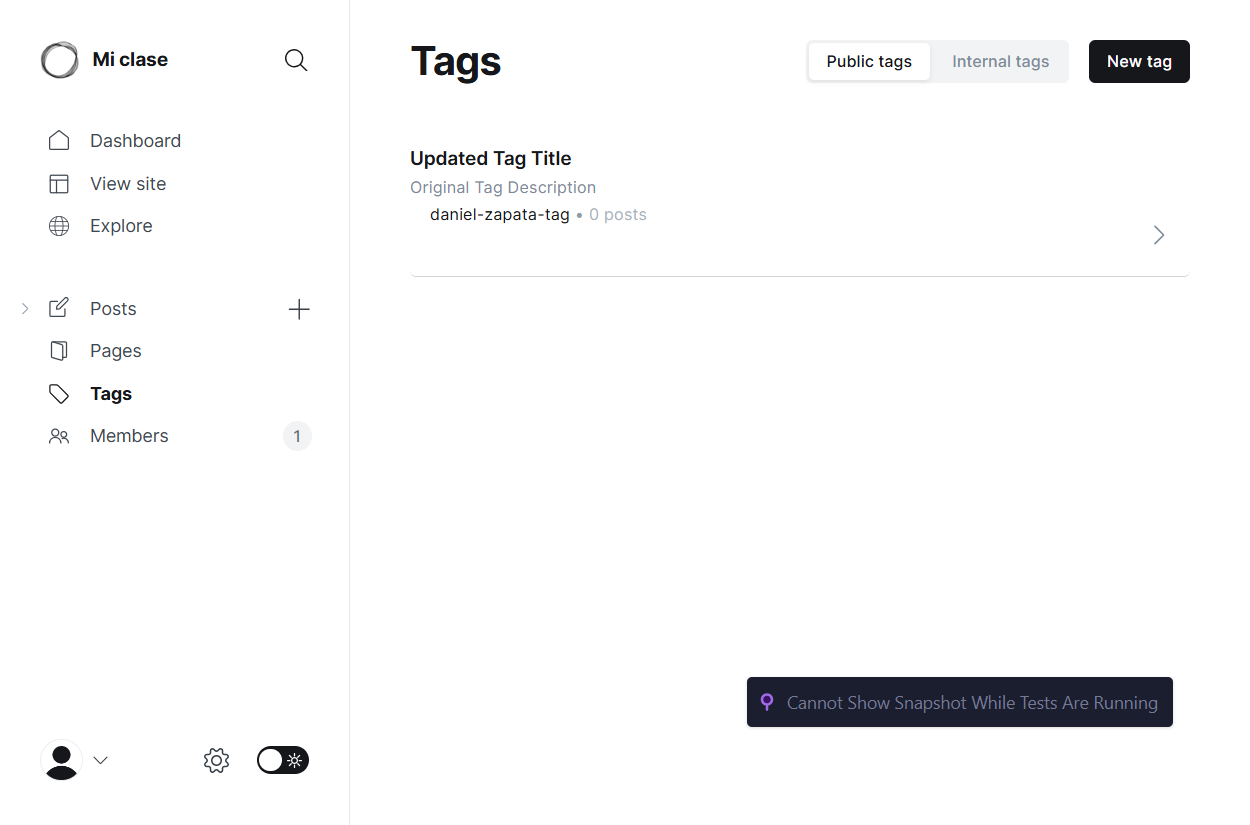 Mi clase
Dashboard
View site
Explore
Posts
Pages
Tags
Members
1
Tags
Public tags
Internal tags
New tag
Updated Tag Title
Original Tag Description
daniel-zapata-tag • 0 posts
Cannot Show Snapshot While Tests Are Running